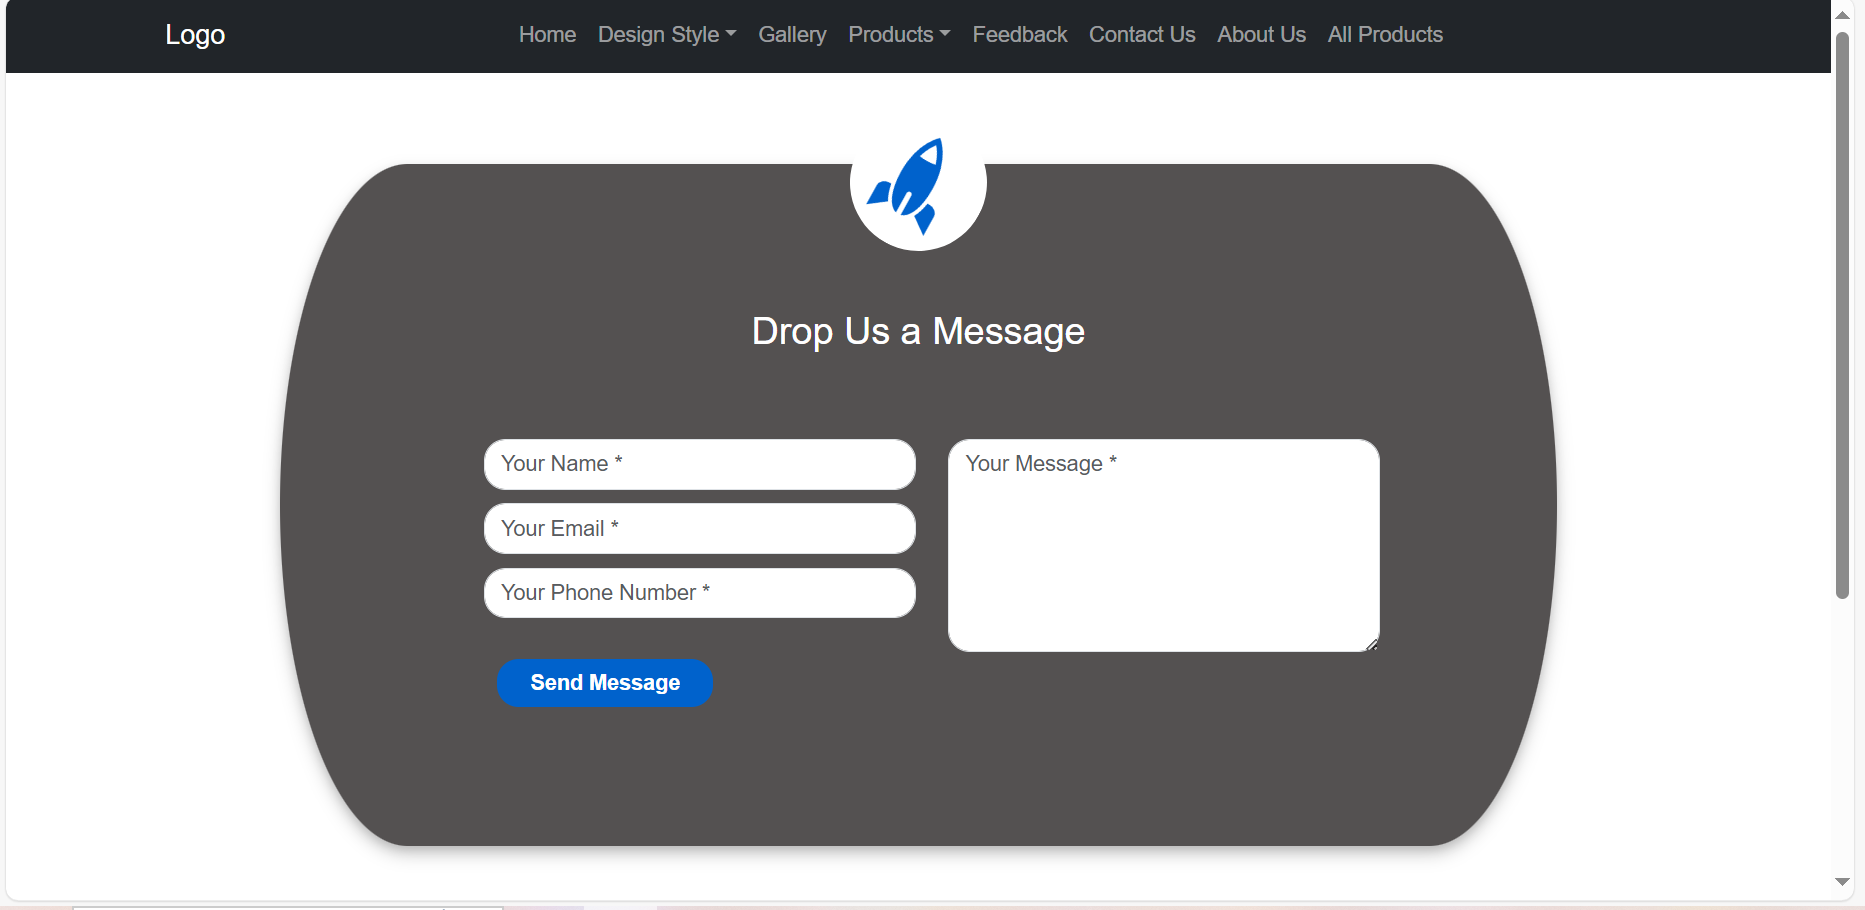 Logo Home Design Style Gallery Products Feedback Contact Us About Us All Products
Drop Us a Message
Your Name *
Your Email *
Your Phone Number *
Your Message *
Send Message